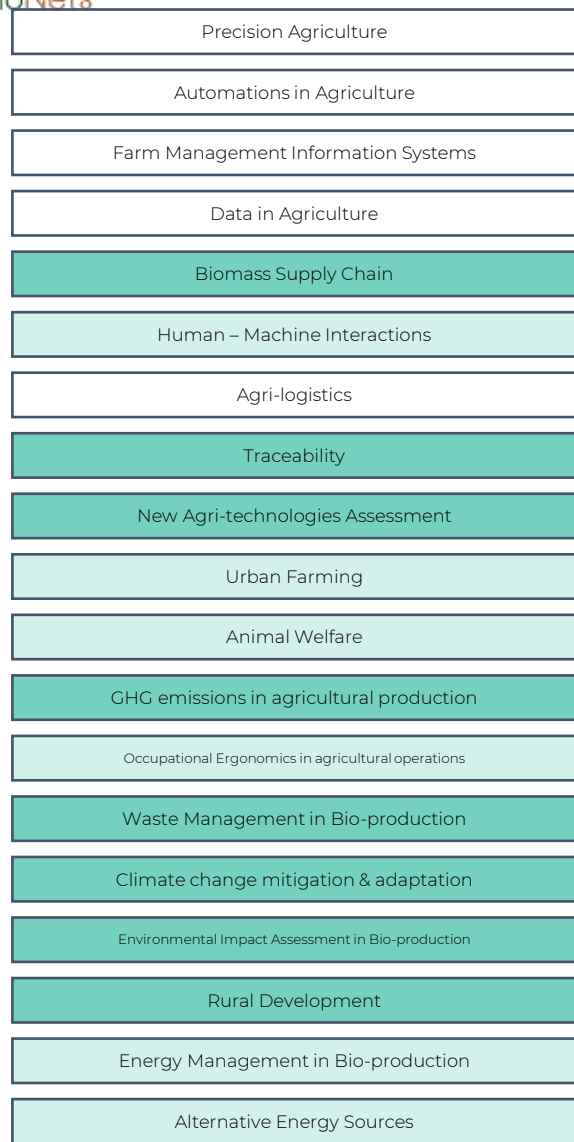 Precision Agriculture
Automations in Agriculture
Farm Management Information Systems
Data in Agriculture
Biomass Supply Chain
Human – Machine Interactions
Agri-logistics
Traceability
New Agri-technologies Assessment
Urban Farming
Animal Welfare
GHG emissions in agricultural production
Occupational Ergonomics in agricultural operations
Waste Management in Bio-production
Climate change mitigation & adaptation
Environmental Impact Assessment in Bio-production
Rural Development
Energy Management in Bio-production
Alternative Energy Sources